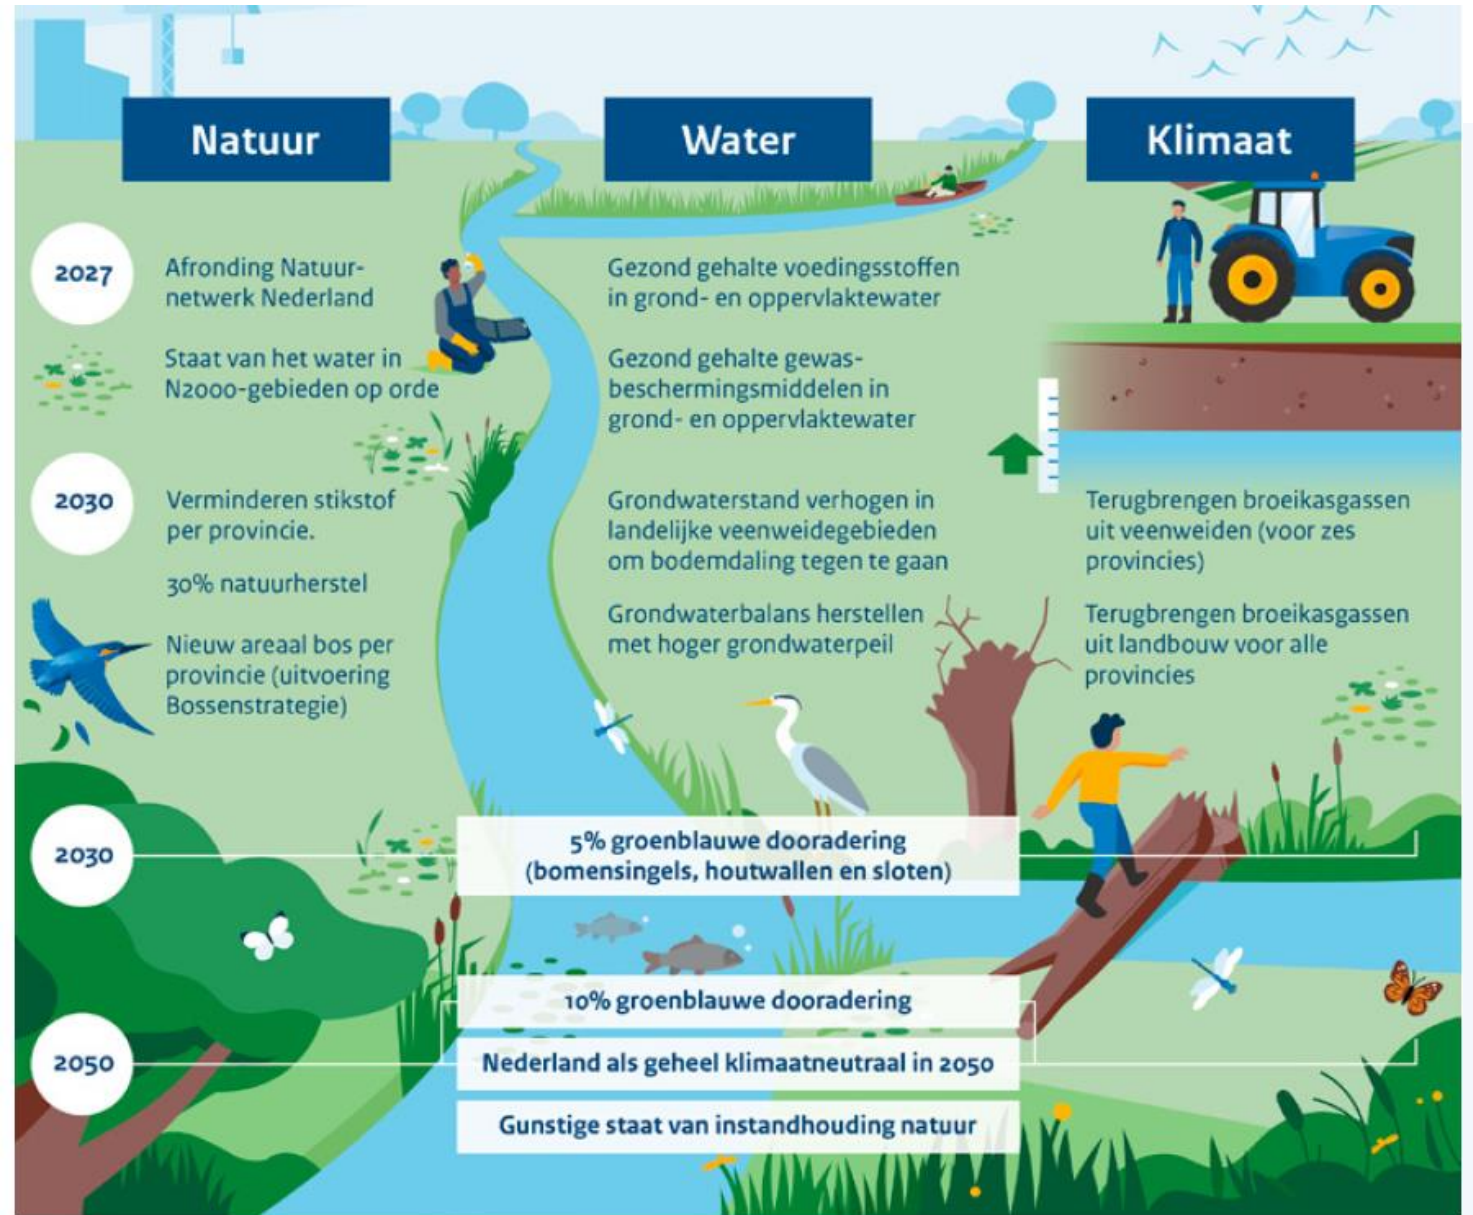 Natuur
Water
Klimaat
2027
Afronding Natuur-
netwerk Nederland
Staat van het water in
N2000-gebieden op orde
Gezond gehalte voedingsstoffen
in grond- en oppervlaktewater
Gezond gehalte gewas-
beschermingsmiddelen in
grond- en oppervlaktewater
2030
Verminderen stikstof
per provincie.
30% natuurherstel
Nieuw areaal bos per
provincie (uitvoering
Bossenstrategie)
Grondwaterstand verhogen in
landelijke veenweidegebieden
om bodemdaling tegen te gaan
Grondwaterbalans herstellen
met hoger grondwaterpeil
Terugbrengen broeikasgassen
uit veenweiden (voor zes
provincies)
Terugbrengen broeikasgassen
uit landbouw voor alle
provincies
2030
5% groenblauwe dooradering
(bomensingels, houtwallen en sloten)
2050
10% groenblauwe dooradering
Nederland als geheel klimaatneutraal in 2050
Gunstige staat van instandhouding natuur